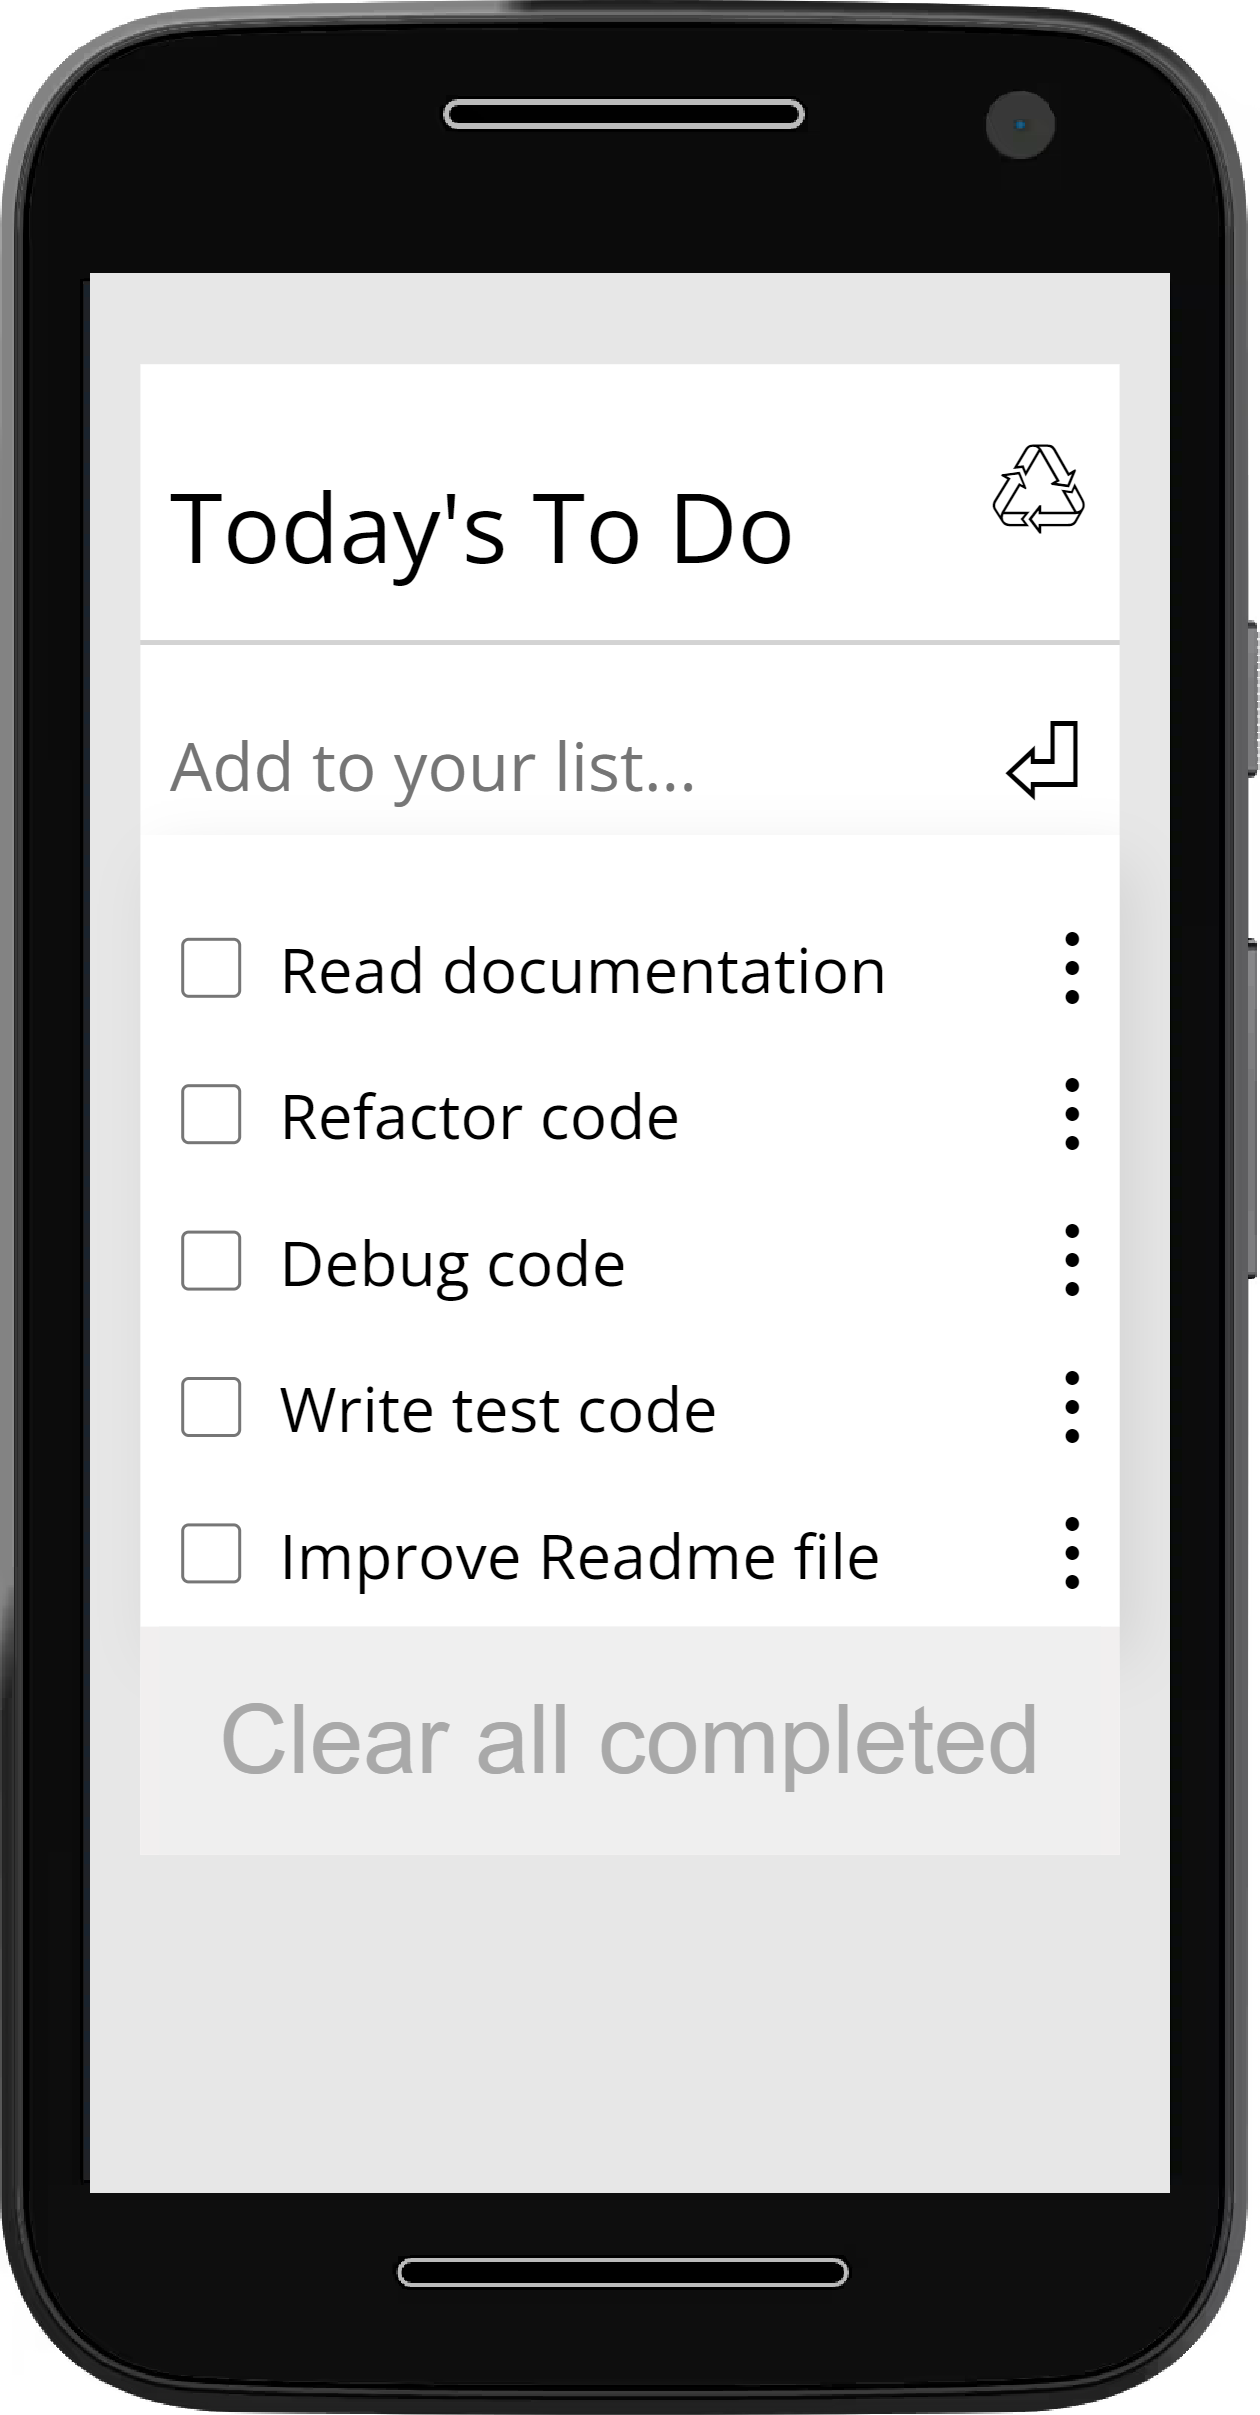 Today's To Do
Add to your list...
Read documentation
Refactor code
Debug code
Write test code
Improve Readme file
Clear all completed